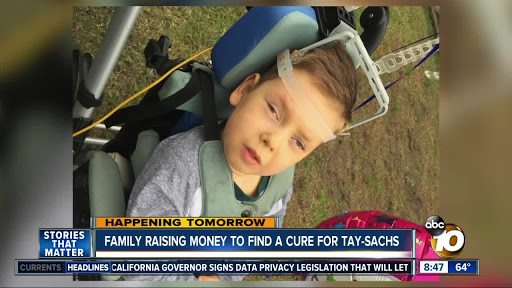 HAPPENING TOMORROW
STORIES
THAT
MATTER
FAMILY RAISING MONEY TO FIND A CURE FOR TAY-SACHS
abc 10
CURRENTS HEADLINES CALIFORNIA GOVERNOR SIGNS DATA PRIVACY LEGISLATION THAT WILL LET
8:47 64°